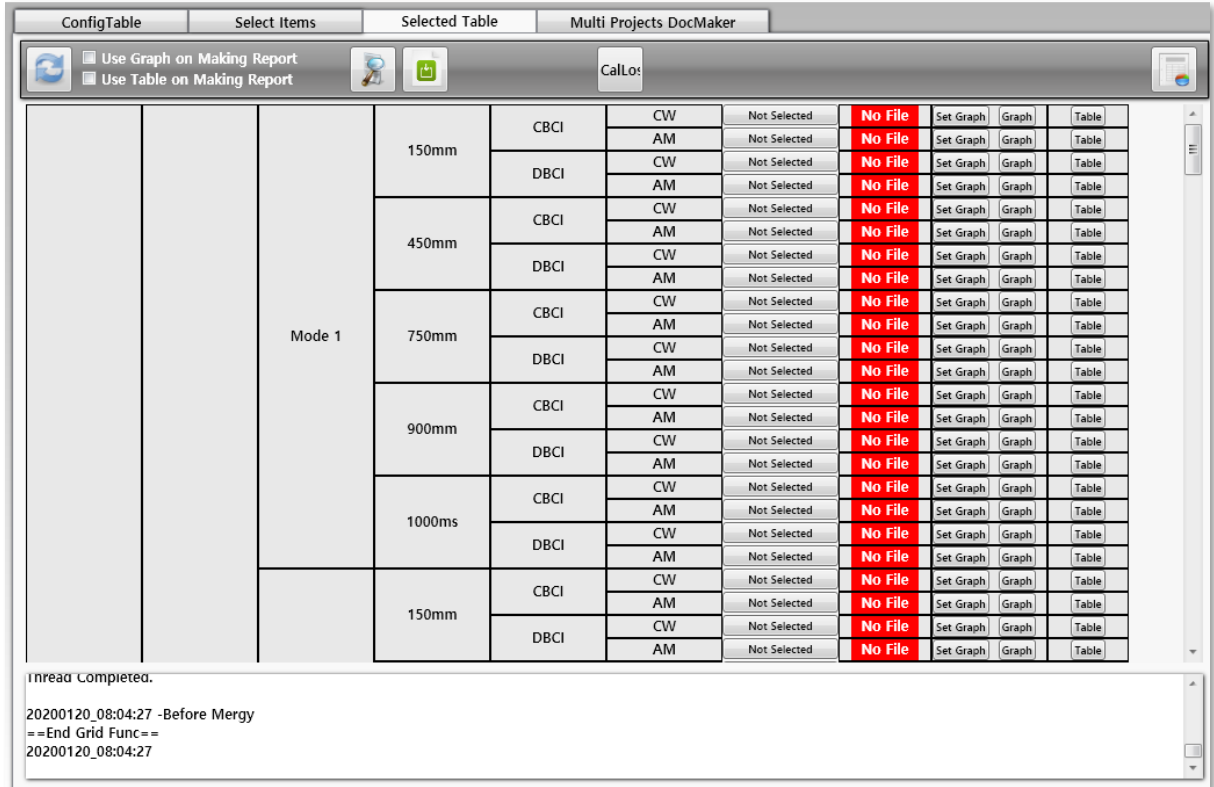 ConfigTable Select Items Selected Table Multi Projects DocMaker
Use Graph on Making Report
Use Table on Making Report
CalLos
CW Not Selected No File Set Graph Graph Table
CBCI
AM Not Selected No File Set Graph Graph Table
150mm
CW Not Selected No File Set Graph Graph Table
DBCI
AM Not Selected No File Set Graph Graph Table
CW Not Selected No File Set Graph Graph Table
CBCI
AM Not Selected No File Set Graph Graph Table
450mm
CW Not Selected No File Set Graph Graph Table
DBCI
AM Not Selected No File Set Graph Graph Table
CW Not Selected No File Set Graph Graph Table
CBCI
AM Not Selected No File Set Graph Graph Table
Mode 1 750mm
CW Not Selected No File Set Graph Graph Table
DBCI
AM Not Selected No File Set Graph Graph Table
CW Not Selected No File Set Graph Graph Table
CBCI
AM Not Selected No File Set Graph Graph Table
900mm
CW Not Selected No File Set Graph Graph Table
DBCI
AM Not Selected No File Set Graph Graph Table
CW Not Selected No File Set Graph Graph Table
CBCI
AM Not Selected No File Set Graph Graph Table
1000ms
CW Not Selected No File Set Graph Graph Table
DBCI
AM Not Selected No File Set Graph Graph Table
CW Not Selected No File Set Graph Graph Table
CBCI
AM Not Selected No File Set Graph Graph Table
150mm
CW Not Selected No File Set Graph Graph Table
DBCI
AM Not Selected No File Set Graph Graph Table
Thread Completed.
20200120_08:04:27 -Before Mergy
==End Grid Func==
20200120_08:04:27